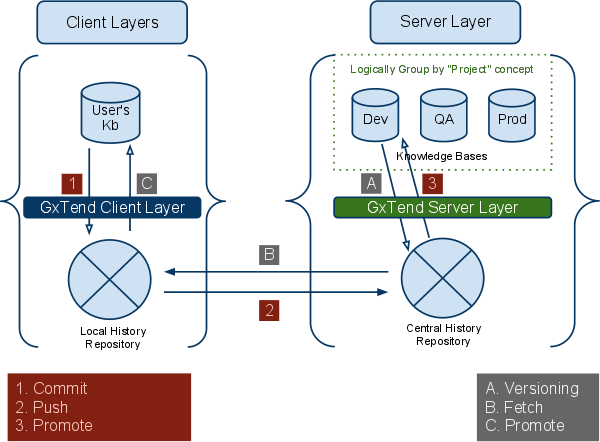 Client Layers
Server Layer
Logically Group by "Project" concept
User's
Kb
Dev
QA
Prod
Knowledge Bases
1
C
A
3
GxTend Client Layer
GxTend Server Layer
B
2
Local History
Repository
Central History
Repository
1. Commit
2. Push
3. Promote
A. Versioning
B. Fetch
C. Promote